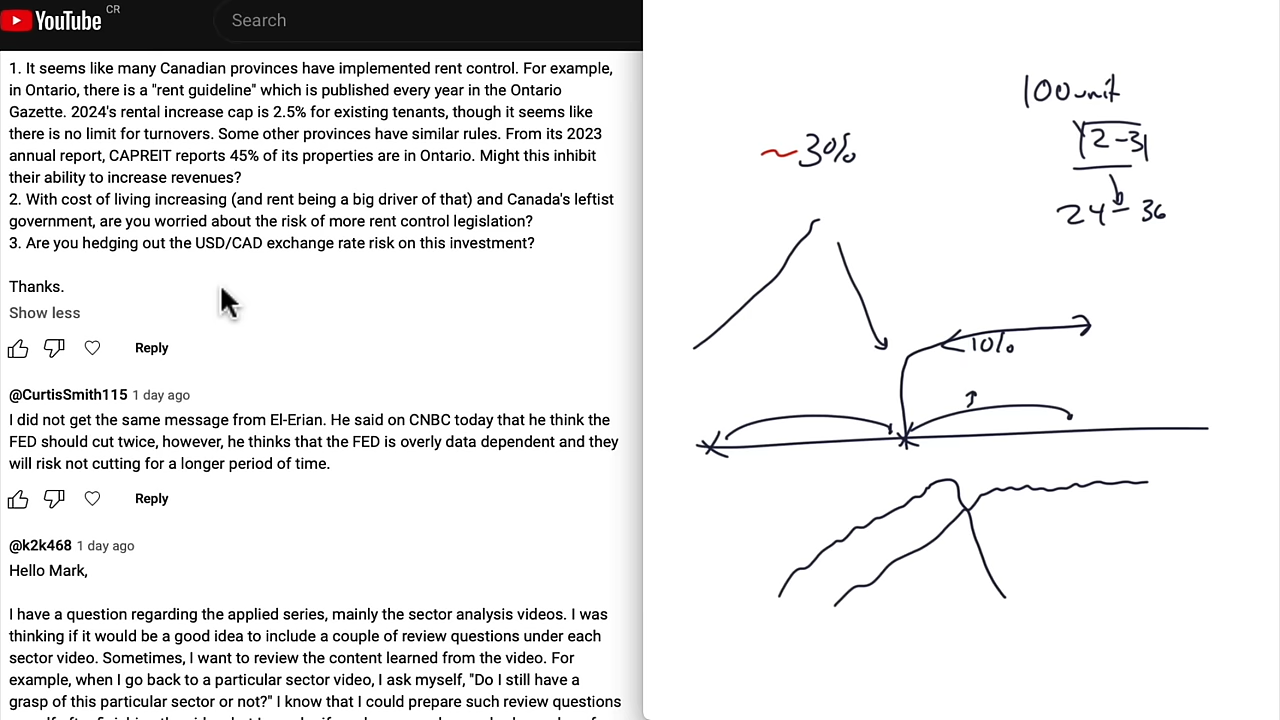 YouTube CR
Search
1. It seems like many Canadian provinces have implemented rent control. For example,
in Ontario, there is a "rent guideline" which is published every year in the Ontario
Gazette. 2024's rental increase cap is 2.5% for existing tenants, though it seems like
there is no limit for turnovers. Some other provinces have similar rules. From its 2023
annual report, CAPREIT reports 45% of its properties are in Ontario. Might this inhibit
their ability to increase revenues?
2. With cost of living increasing (and rent being a big driver of that) and Canada's leftist
government, are you worried about the risk of more rent control legislation?
3. Are you hedging out the USD/CAD exchange rate risk on this investment?
Thanks.
Show less
Reply
@CurtisSmith115 1 day ago
I did not get the same message from El-Erian. He said on CNBC today that he think the
FED should cut twice, however, he thinks that the FED is overly data dependent and they
will risk not cutting for a longer period of time.
Reply
@k2k468 1 day ago
Hello Mark,
I have a question regarding the applied series, mainly the sector analysis videos. I was
thinking if it would be a good idea to include a couple of review questions under each
sector video. Sometimes, I want to review the content learned from the video. For
example, when I go back to a particular sector video, I ask myself, "Do I still have a
grasp of this particular sector or not?" I know that I could prepare such review questions
100 unit
~30%
2-3
24-36
10%